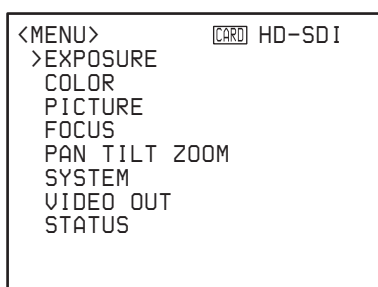 <MENU> CARD HD-SDI
>EXPOSURE
COLOR
PICTURE
FOCUS
PAN TILT ZOOM
SYSTEM
VIDEO OUT
STATUS